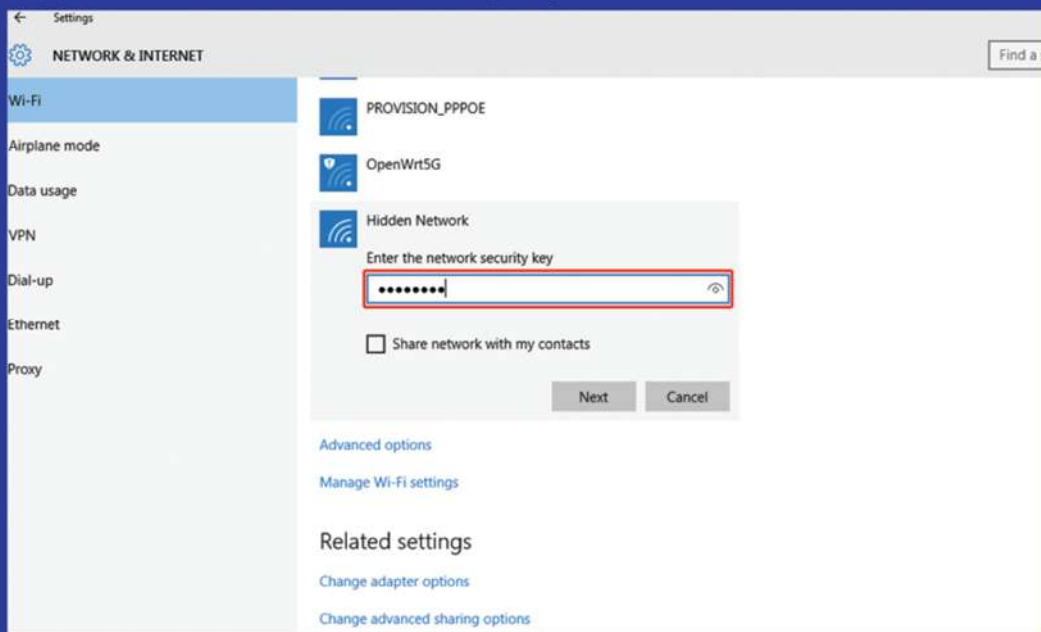 Settings
NETWORK & INTERNET
Find a
Wi-Fi
Airplane mode
Data usage
VPN
Dial-up
Ethernet
Proxy
PROVISION_PPPOE
OpenWrt5G
Hidden Network
Enter the network security key
••••••••
Share network with my contacts
Next Cancel
Advanced options
Manage Wi-Fi settings
Related settings
Change adapter options
Change advanced sharing options